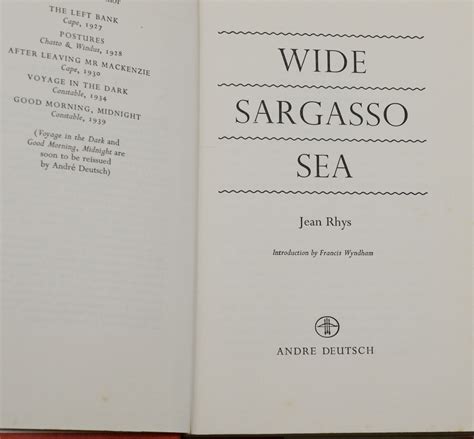 THE LEFT BANK
Cape, 1927
POSTURES
Chatto & Windus, 1928
AFTER LEAVING MR MACKENZIE
Cape, 1930
VOYAGE IN THE DARK
Constable, 1934
GOOD MORNING, MIDNIGHT
Constable, 1939
(Voyage in the Dark and
Good Morning, Midnight are
soon to be reissued
by André Deutsch)
WIDE
SARGASSO
SEA
Jean Rhys
Introduction by Francis Wyndham
ANDRE DEUTSCH